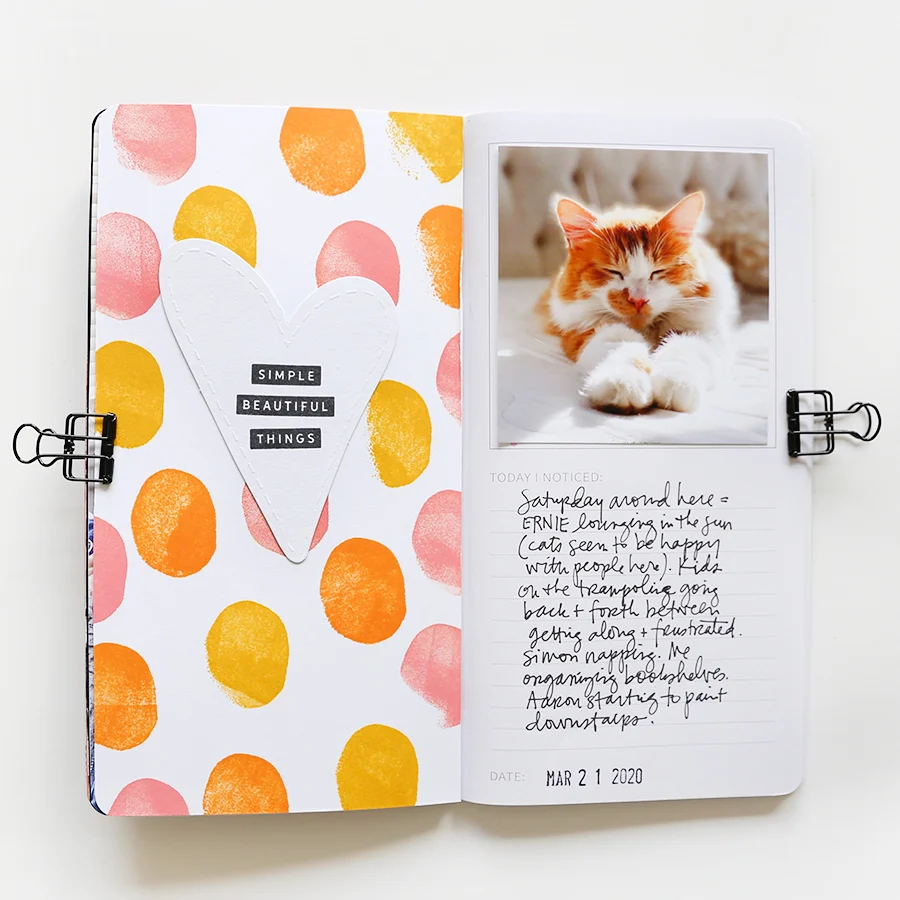 SIMPLE
BEAUTIFUL
THINGS
TODAY I NOTICED:
Saturday around here =
ERNIE lounging in the sun
(cats seem to be happy
with people here). Kids
on the trampoline going
back + forth between
getting along + frustrated.
Simon napping. Me
organizing bookshelves.
Aaron starting to paint
downstairs.
DATE: MAR 21 2020